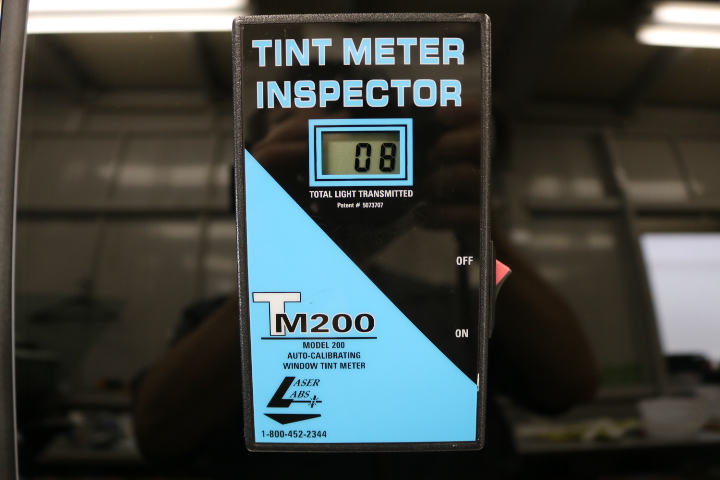 TINT METER
INSPECTOR
08
TOTAL LIGHT TRANSMITTED
Patent # 5073707
OFF
ON
TM200
MODEL 200
AUTO-CALIBRATING
WINDOW TINT METER
LASER
LABS
1-800-452-2344